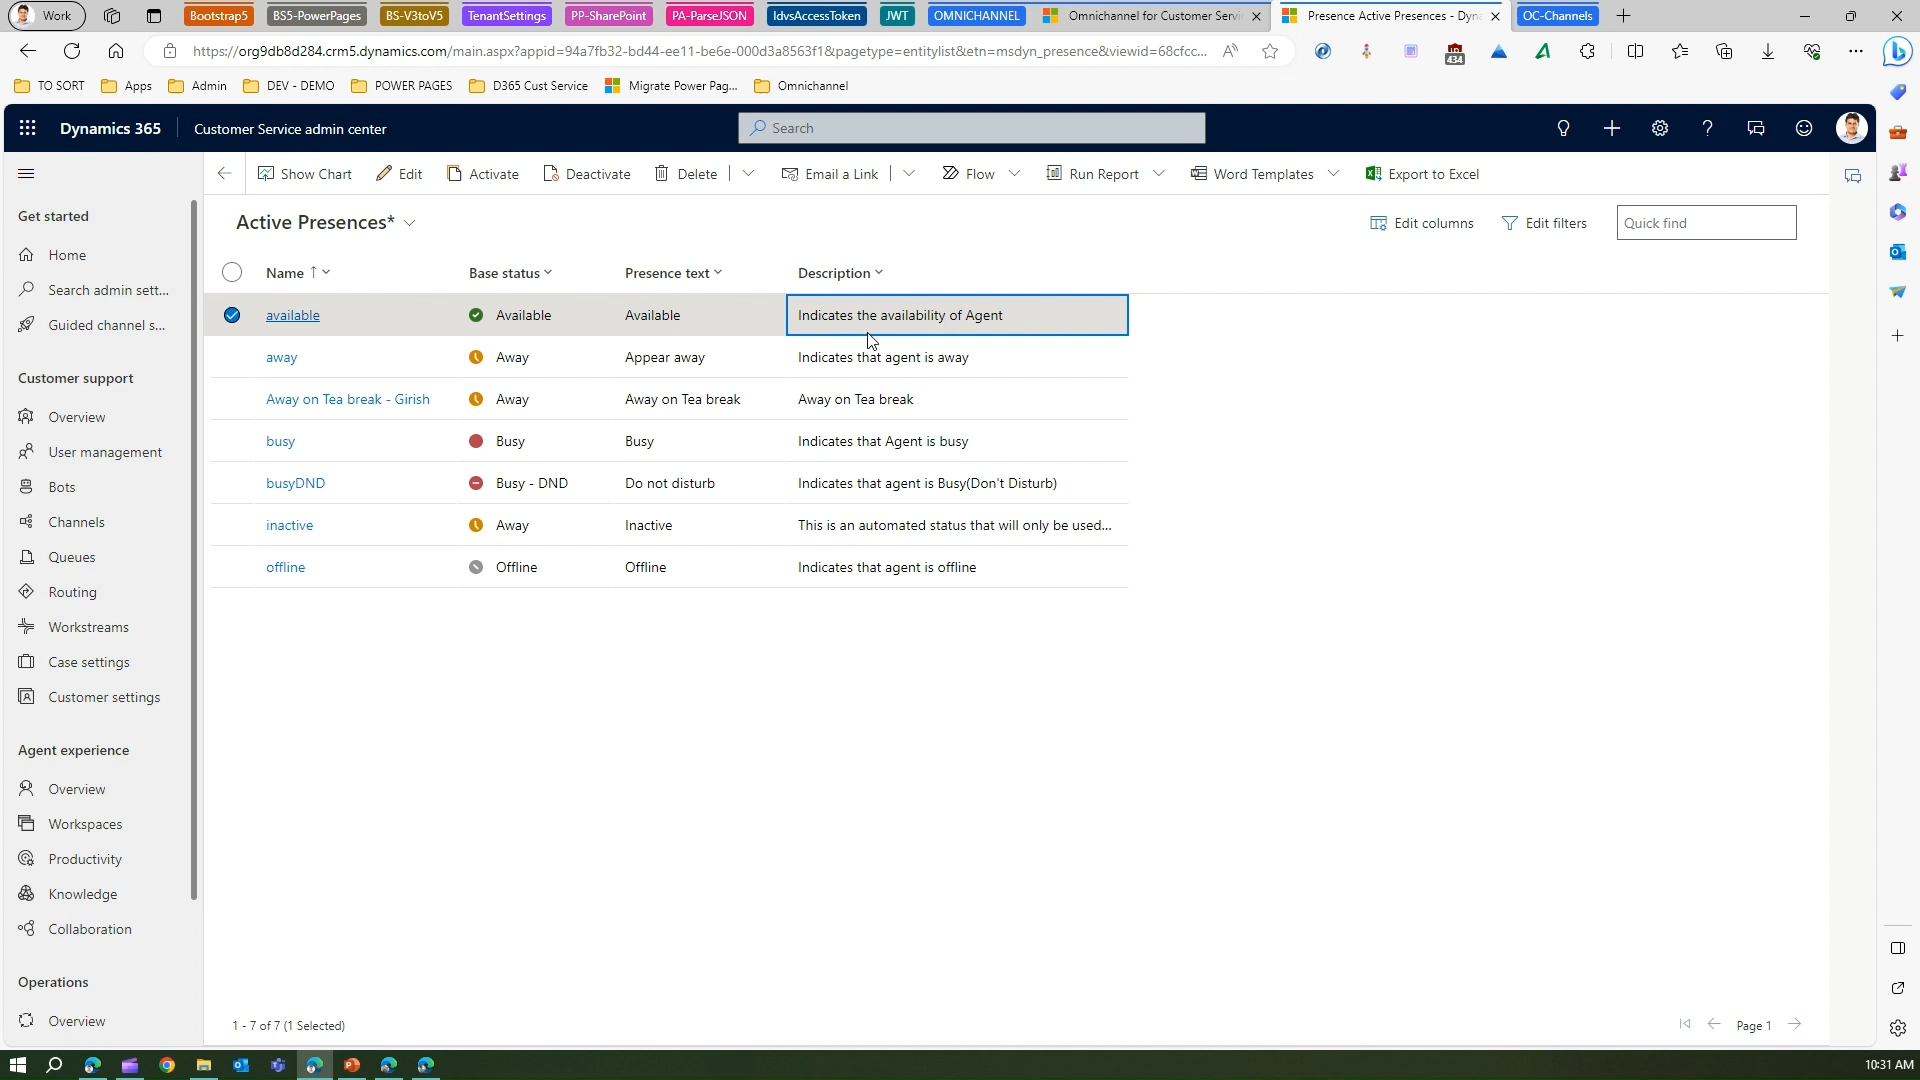 Work
Bootstrap5
BS5-PowerPages
BS-V3toV5
TenantSettings
PP-SharePoint
PA-ParseJSON
IdvsAccessToken
JWT
OMNICHANNEL
Omnichannel for Customer Servi
Presence Active Presences - Dyna
OC-Channels
https://org9db8d284.crm5.dynamics.com/main.aspx?appid=94a7fb32-bd44-ee11-be6e-000d3a8563f1&pagetype=entitylist&etn=msdyn_presence&viewid=68cfcc...
434
TO SORT
Apps
Admin
DEV - DEMO
POWER PAGES
D365 Cust Service
Migrate Power Pag...
Omnichannel
Dynamics 365
Customer Service admin center
Search
Show Chart
Edit
Activate
Deactivate
Delete
Email a Link
Flow
Run Report
Word Templates
Export to Excel
Get started
Home
Search admin sett...
Guided channel s...
Customer support
Overview
User management
Bots
Channels
Queues
Routing
Workstreams
Case settings
Customer settings
Agent experience
Overview
Workspaces
Productivity
Knowledge
Collaboration
Operations
Overview
Active Presences*
Edit columns
Edit filters
Quick find
Name ↑ Base status Presence text Description
available Available Available Indicates the availability of Agent
away Away Appear away Indicates that agent is away
Away on Tea break - Girish Away Away on Tea break Away on Tea break
busy Busy Busy Indicates that Agent is busy
busyDND Busy - DND Do not disturb Indicates that agent is Busy(Don't Disturb)
inactive Away Inactive This is an automated status that will only be used...
offline Offline Offline Indicates that agent is offline
1 - 7 of 7 (1 Selected)
Page 1
10:31 AM